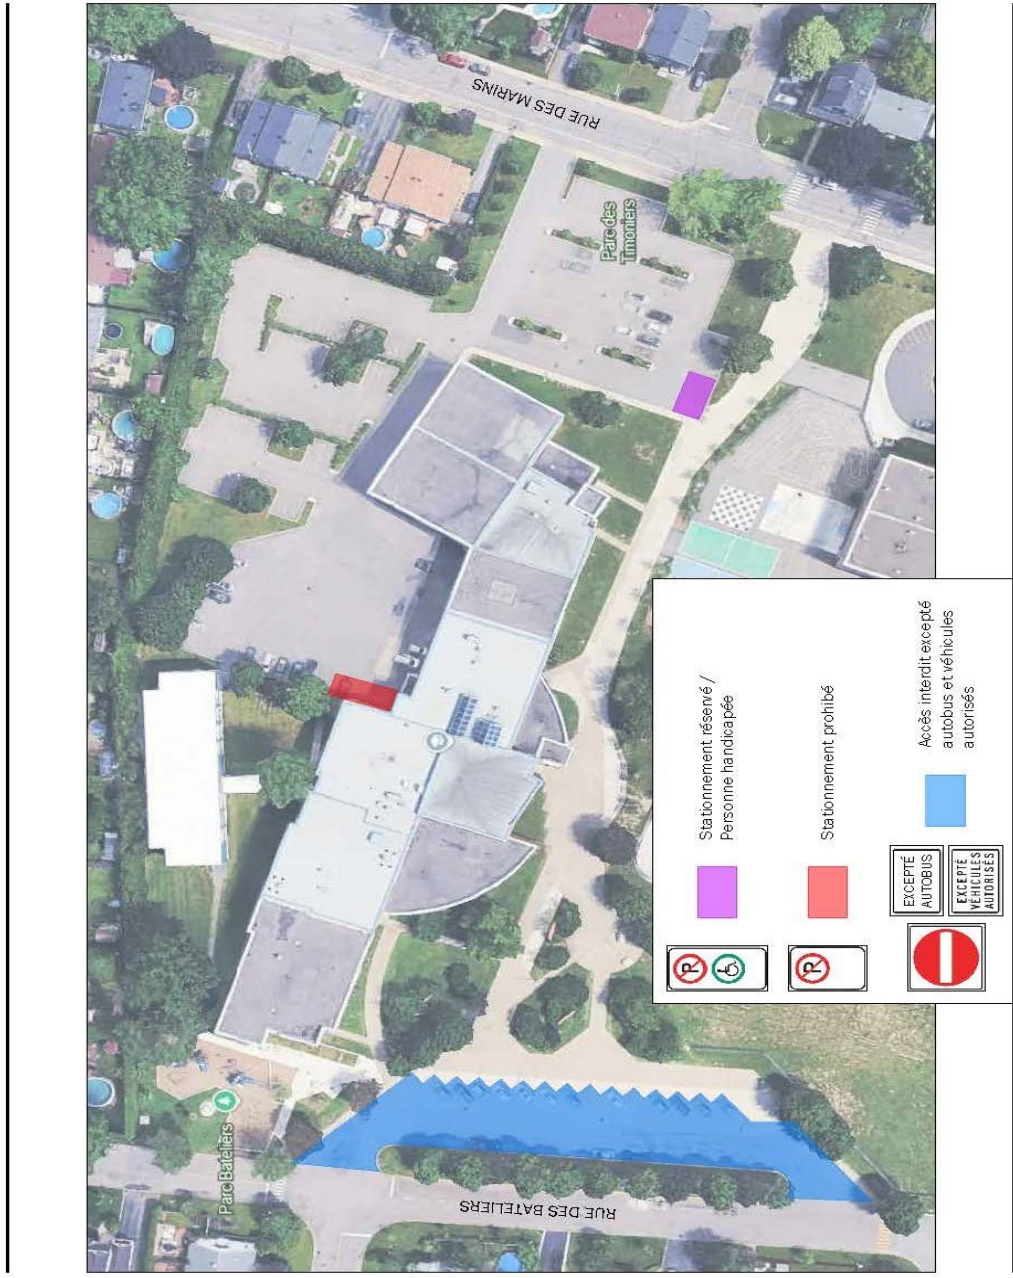 RUE DES MARINS
Parc des
Timoniers
Parc Bateliers
RUE DES BATELIERS
P
P
EXCEPTÉ
AUTOBUS
EXCEPTÉ
VÉHICULES
AUTORISÉS
Stationnement réservé /
Personne handicapée
Stationnement prohibé
Accès interdit excepté
autobus et véhicules
autorisés